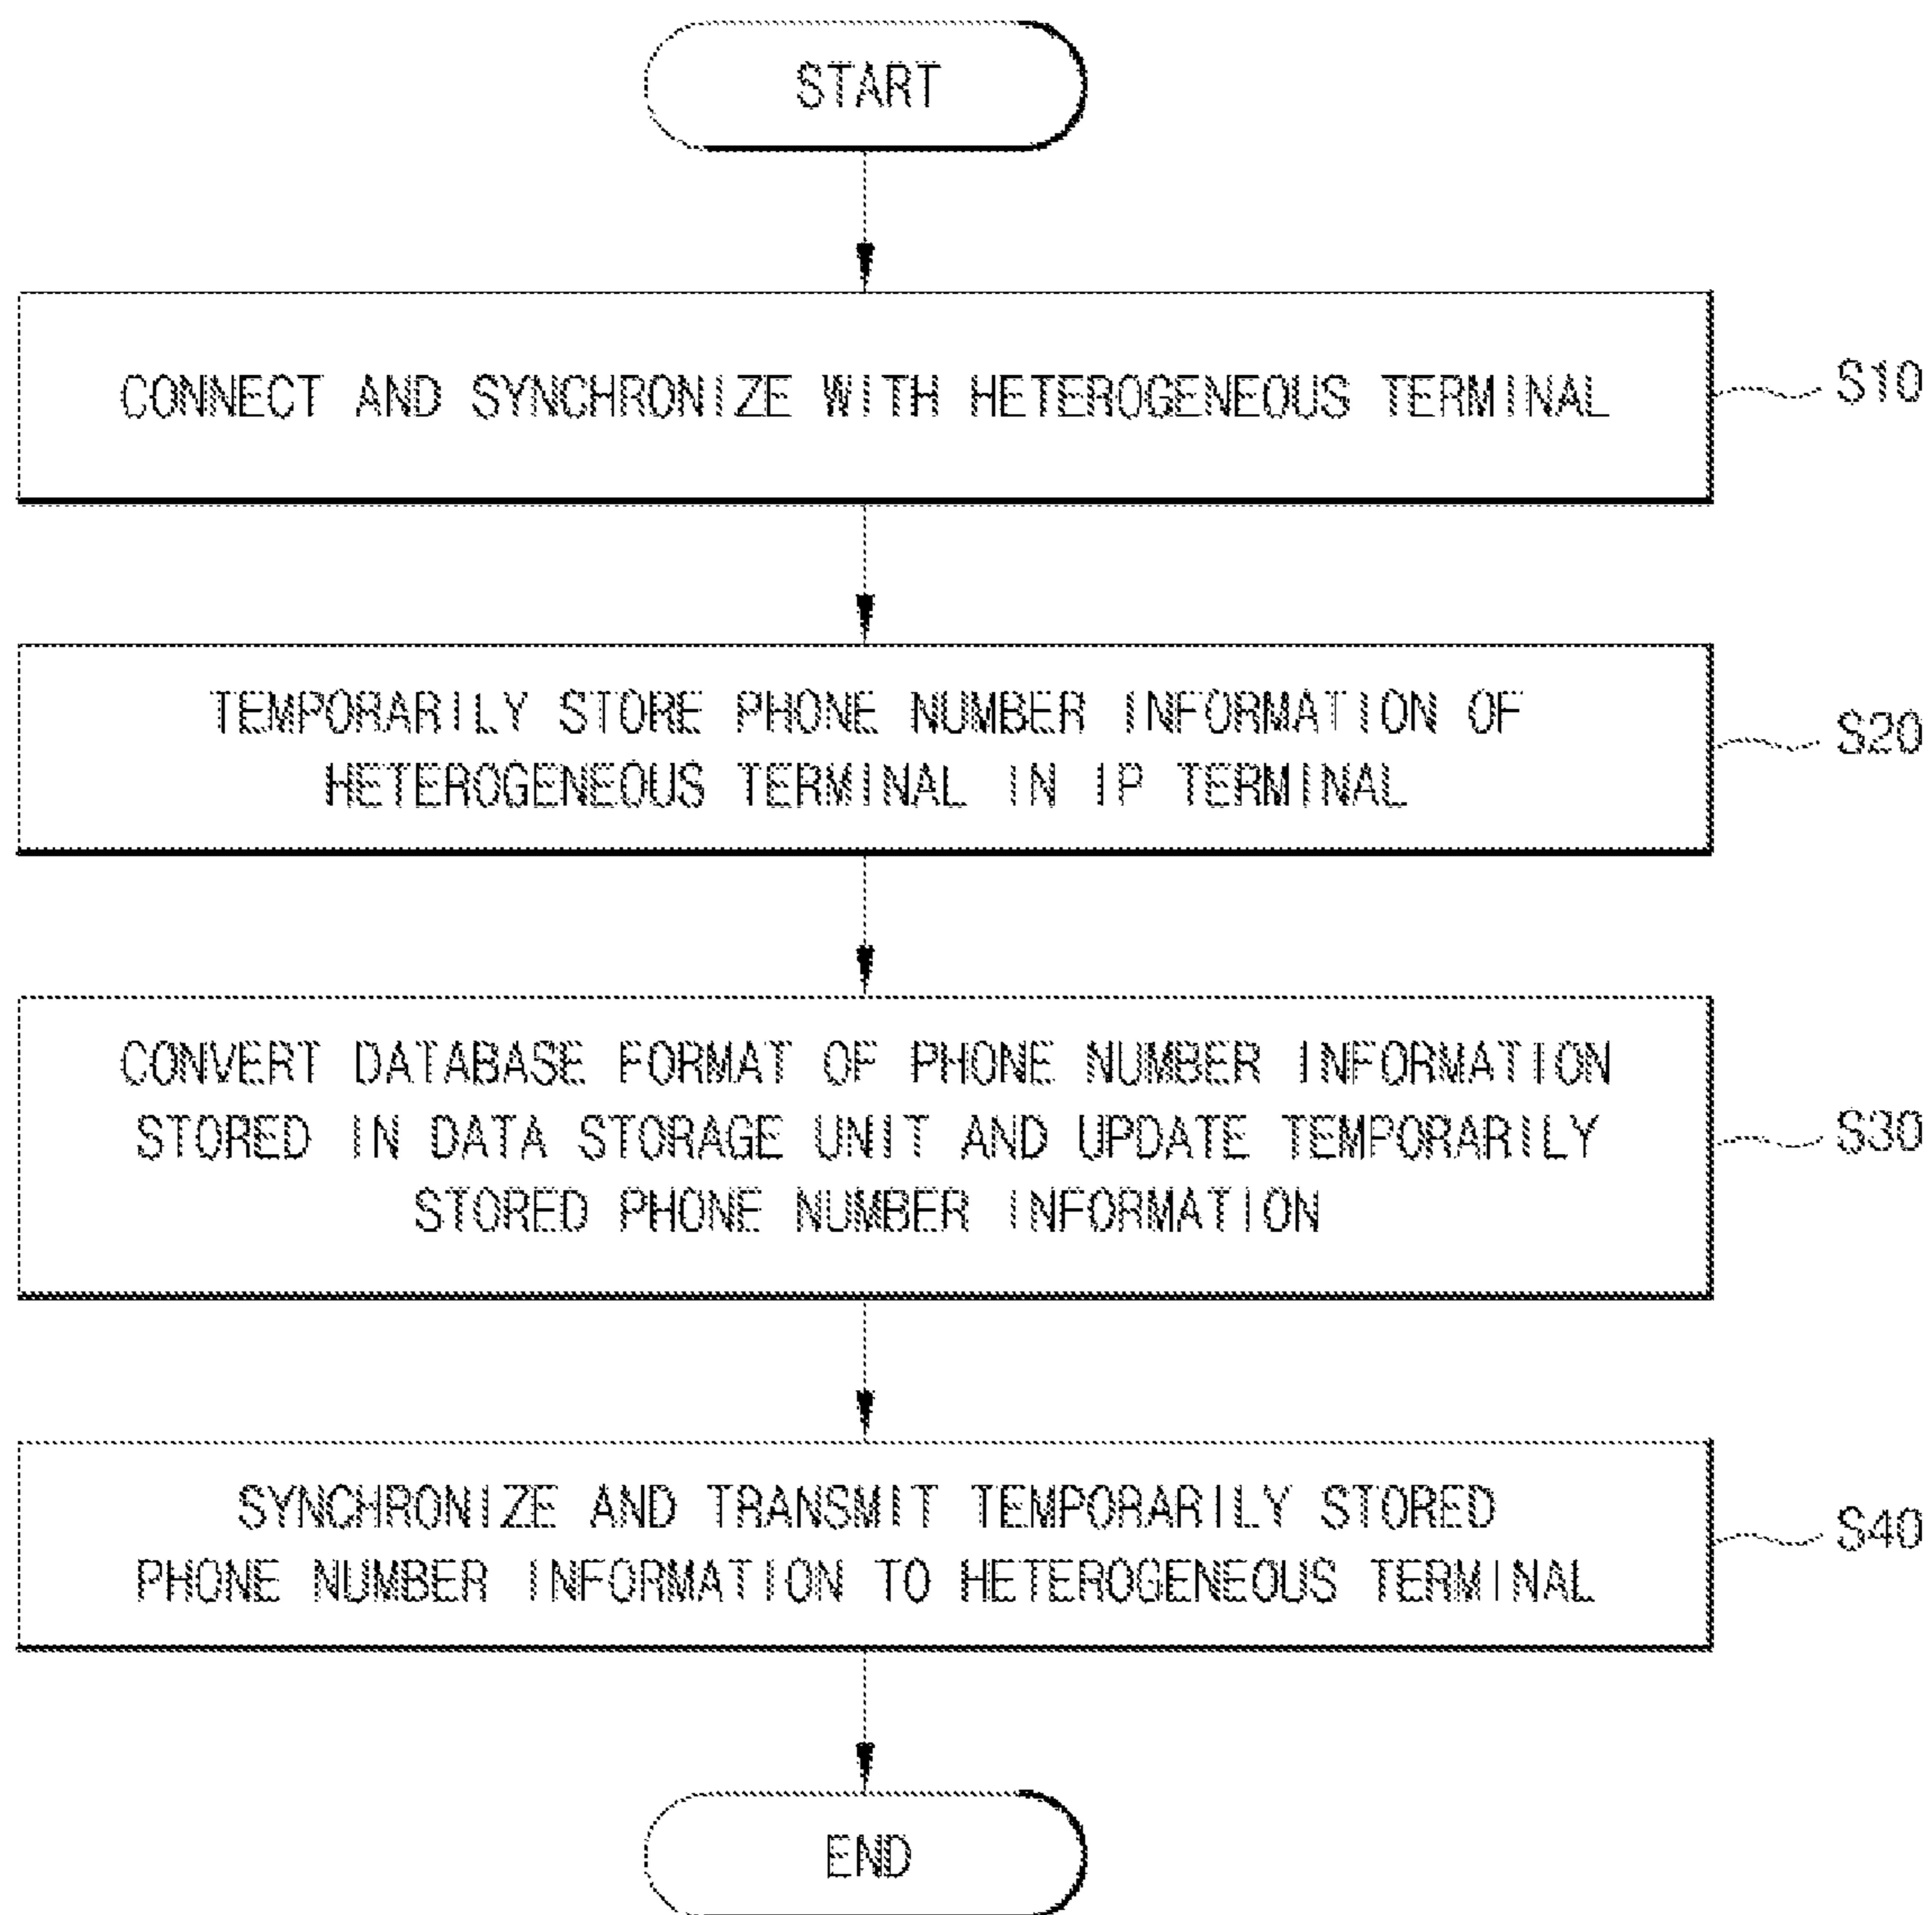 START
CONNECT AND SYNCHRONIZE WITH HETEROGENEOUS TERMINAL
S10
TEMPORARILY STORE PHONE NUMBER INFORMATION OF
HETEROGENEOUS TERMINAL IN IP TERMINAL
S20
CONVERT DATABASE FORMAT OF PHONE NUMBER INFORMATION
STORED IN DATA STORAGE UNIT AND UPDATE TEMPORARILY
STORED PHONE NUMBER INFORMATION
S30
SYNCHRONIZE AND TRANSMIT TEMPORARILY STORED
PHONE NUMBER INFORMATION TO HETEROGENEOUS TERMINAL
S40
END